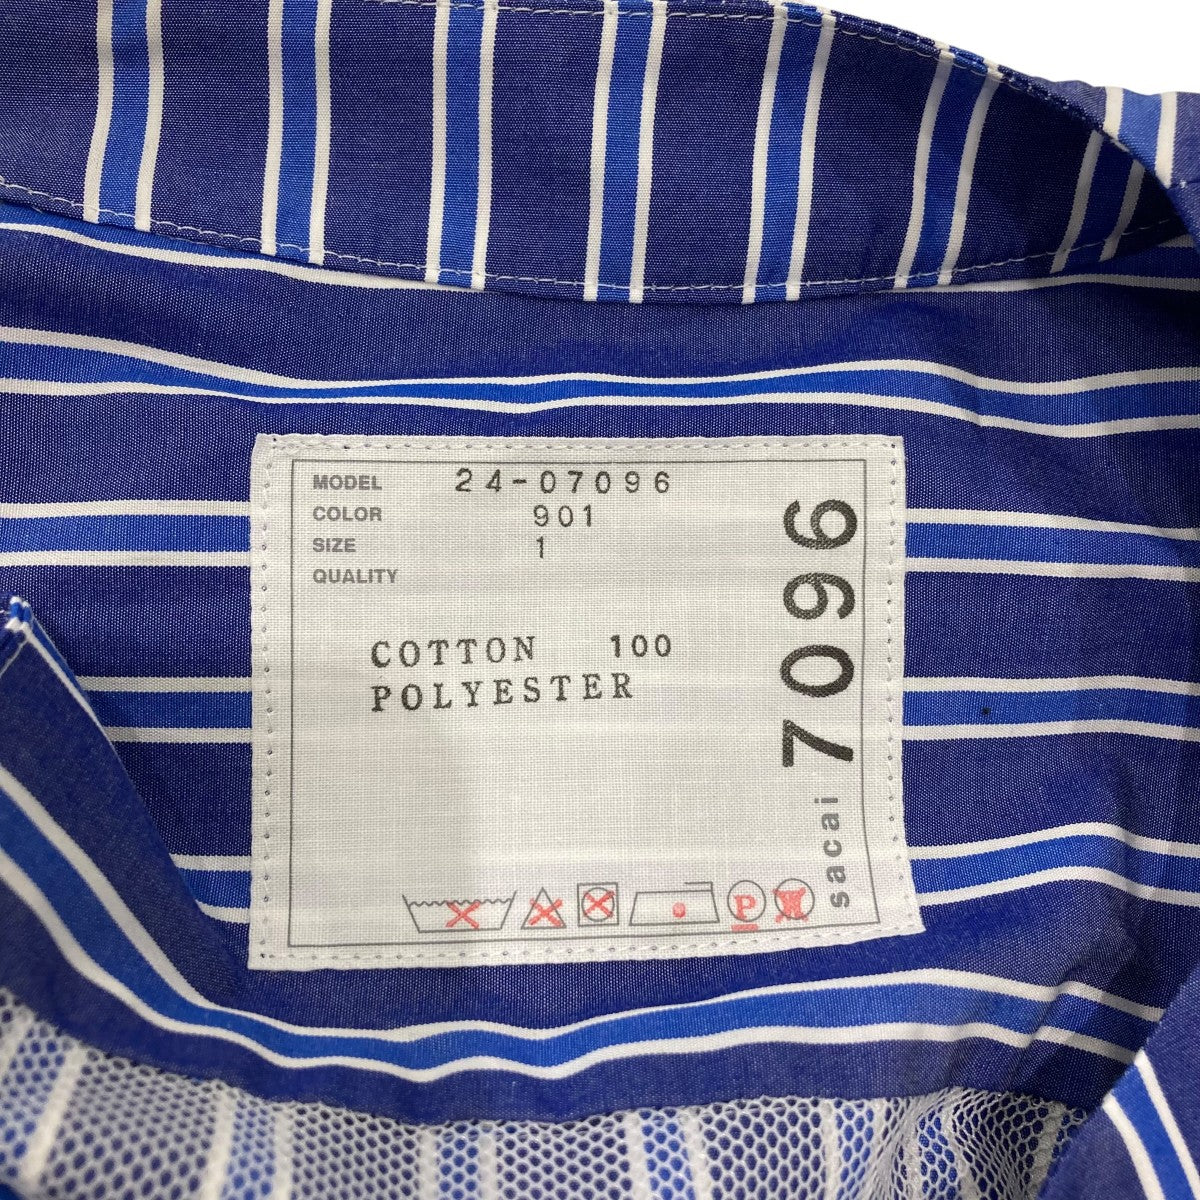 MODEL 24-07096
COLOR 901
SIZE 1
QUALITY
COTTON 100
POLYESTER
sacai 7096
P
W